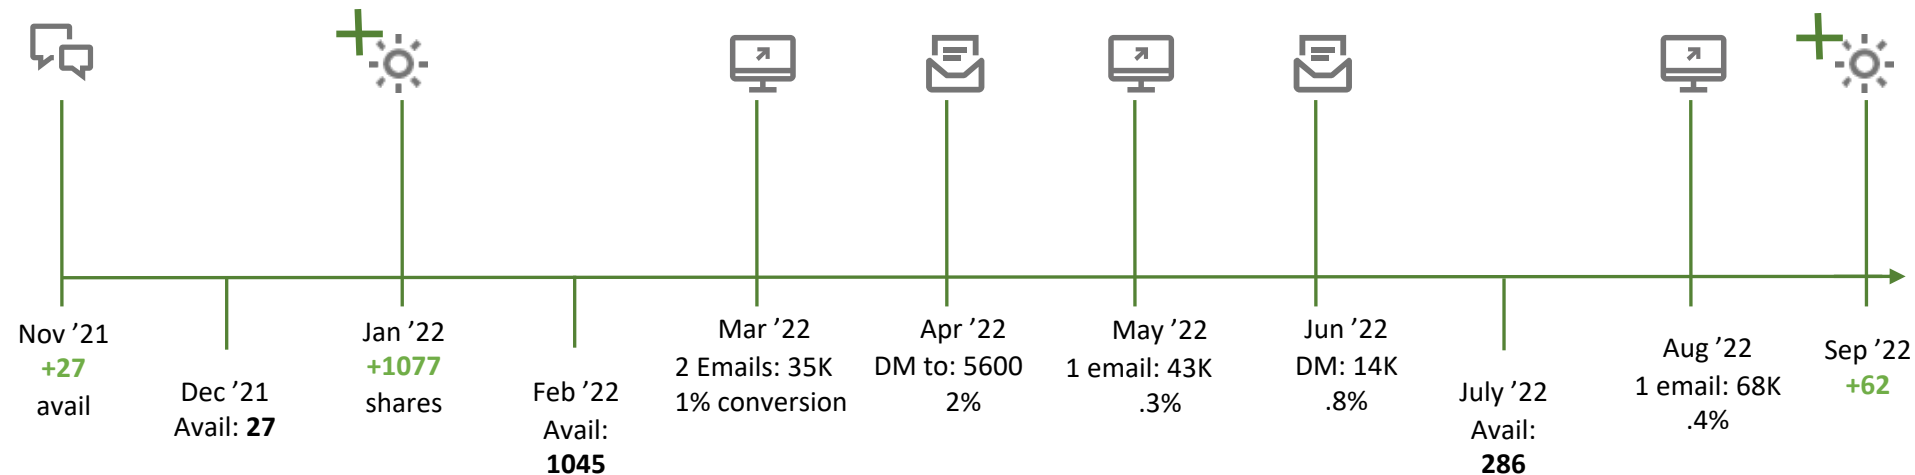 Nov ’21
+27
avail
Dec ’21
Avail: 27
Jan ’22
+1077
shares
Feb ’22
Avail:
1045
Mar ’22
2 Emails: 35K
1% conversion
Apr ’22
DM to: 5600
2%
May ’22
1 email: 43K
.3%
Jun ’22
DM: 14K
.8%
July ’22
Avail:
286
Aug ’22
1 email: 68K
.4%
Sep ’22
+62